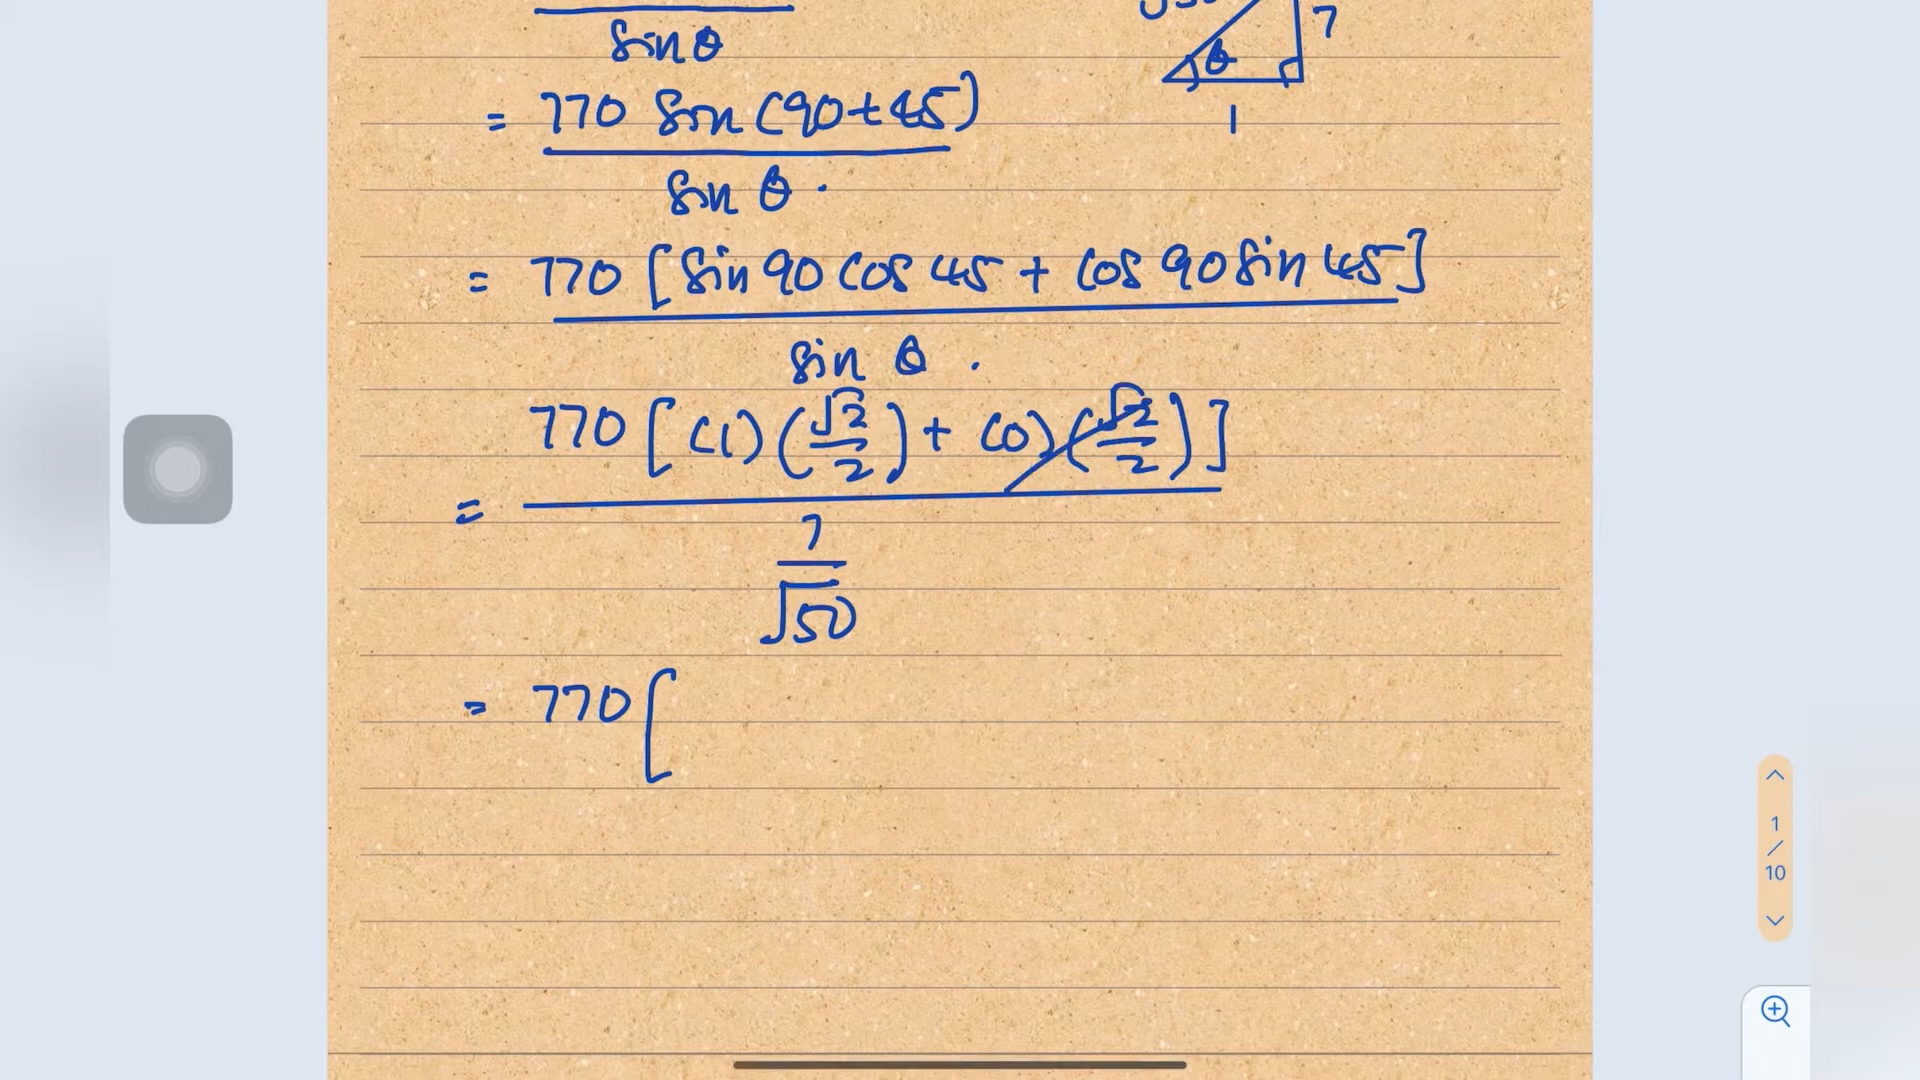 sin θ
7
θ
1
= 770 sin (90 + 45)
sin θ .
= 770 [ sin 90 cos 45 + cos 90 sin 45 ]
sin θ .
= 770 [ (1) (√2/2) + (0) (√2/2) ]
7
√50
= 770 [
1
/
10